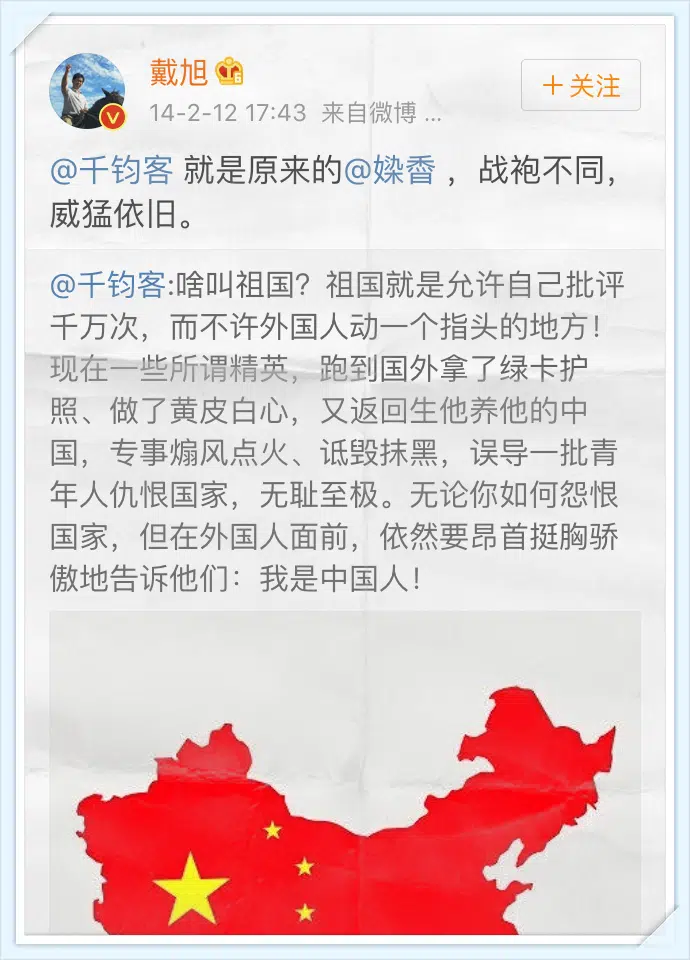 戴旭
+关注
14-2-12 17:43 来自微博 ...
@千钧客 就是原来的@媣香 ，战袍不同，
威猛依旧。
@千钧客:啥叫祖国？祖国就是允许自己批评
千万次，而不许外国人动一个指头的地方！
现在一些所谓精英，跑到国外拿了绿卡护
照、做了黄皮白心，又返回生他养他的中
国，专事煽风点火、诋毁抹黑，误导一批青
年人仇恨国家，无耻至极。无论你如何怨恨
国家，但在外国人面前，依然要昂首挺胸骄
傲地告诉他们：我是中国人！